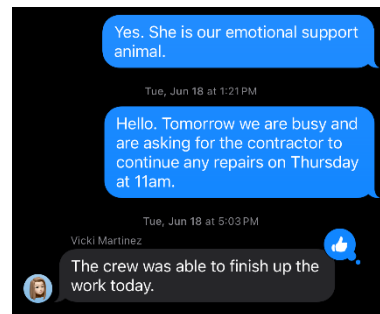 Yes. She is our emotional support
animal.
Tue, Jun 18 at 1:21 PM
Hello. Tomorrow we are busy and
are asking for the contractor to
continue any repairs on Thursday
at 11am.
Tue, Jun 18 at 5:03 PM
Vicki Martinez
The crew was able to finish up the
work today.